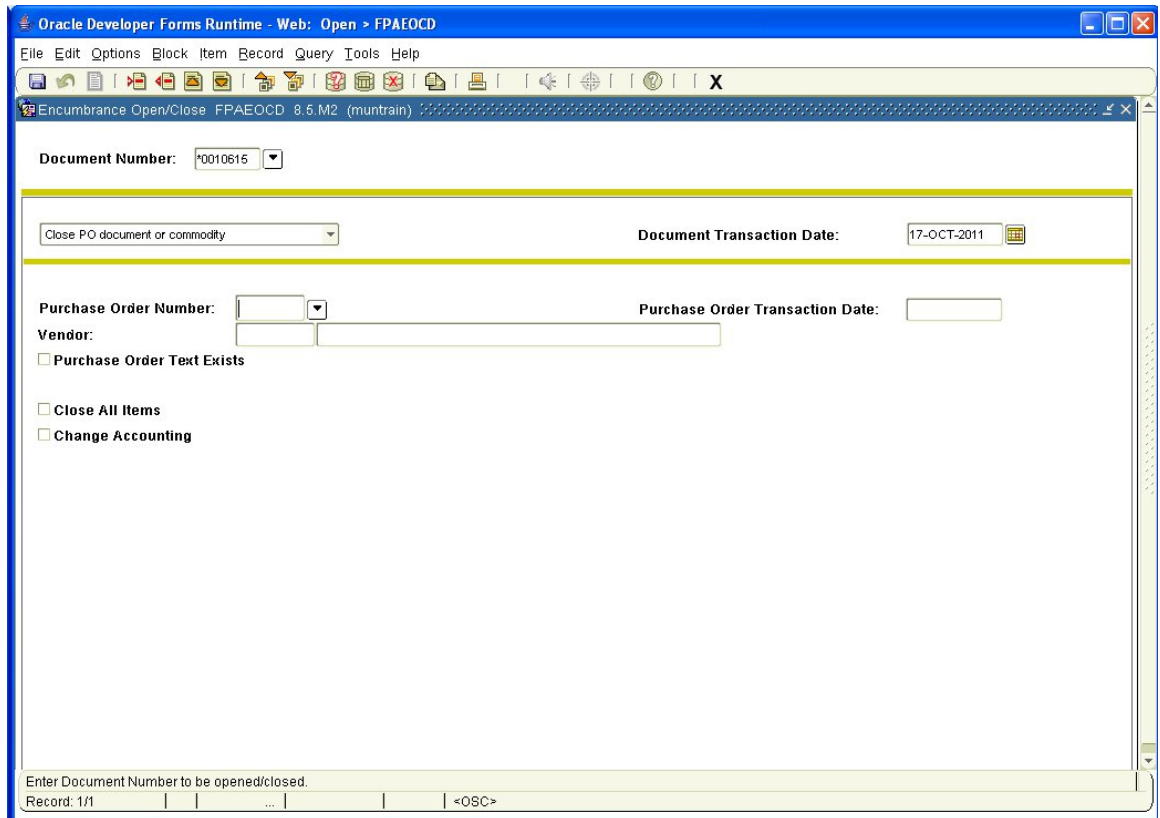 Oracle Developer Forms Runtime - Web: Open > FPAEOCD
File Edit Options Block Item Record Query Tools Help
X
Encumbrance Open/Close FPAEOCD 8.5.M2 (muntrain)
Document Number: *0010615
Close PO document or commodity Document Transaction Date: 17-OCT-2011
Purchase Order Number: Purchase Order Transaction Date:
Vendor:
Purchase Order Text Exists
Close All Items
Change Accounting
Enter Document Number to be opened/closed.
Record: 1/1 ... <OSC>